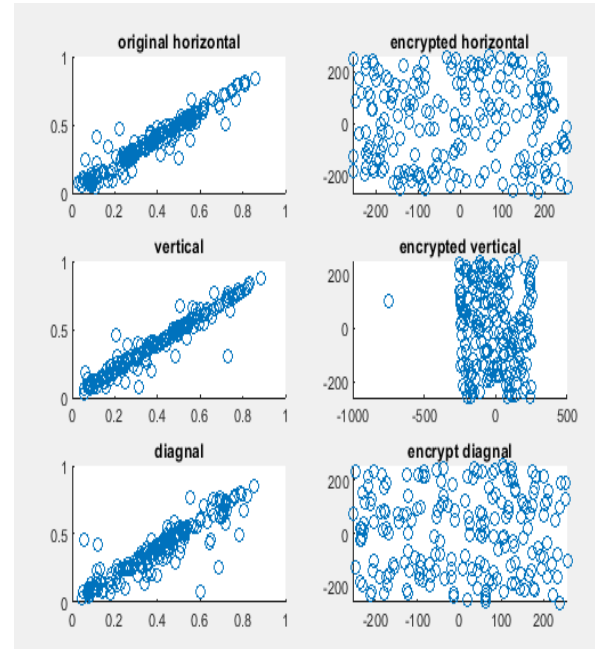 original horizontal
1
0.5
0
0 0.2 0.4 0.6 0.8 1
encrypted horizontal
200
0
-200
-200 -100 0 100 200
vertical
1
0.5
0
0 0.2 0.4 0.6 0.8 1
encrypted vertical
200
0
-200
-1000 -500 0 500
diagnal
1
0.5
0
0 0.2 0.4 0.6 0.8 1
encrypt diagnal
200
0
-200
-200 -100 0 100 200